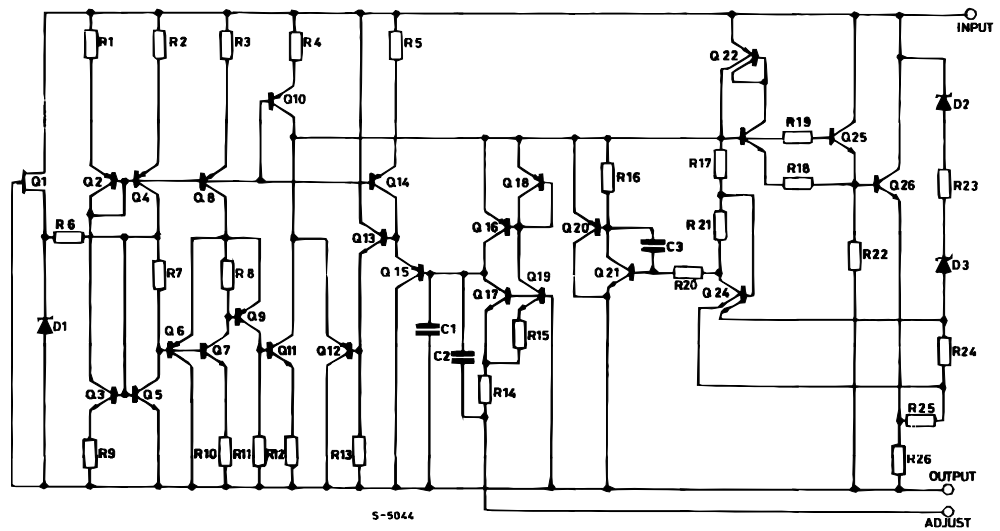 INPUT
R1
R2
R3
R4
R5
Q22
D2
Q10
R19
Q25
R17
R18
Q1
Q2
Q4
Q8
Q14
Q18
R16
Q26
R23
R6
Q13
Q16
Q20
R21
C3
R22
D3
R7
R8
Q15
Q17
Q19
Q21
R20
Q24
D1
Q6
Q9
Q7
Q11
Q12
C1
C2
R15
R24
Q3
Q5
R14
R25
R9
R10
R11
R12
R13
R26
OUTPUT
S-5044
ADJUST